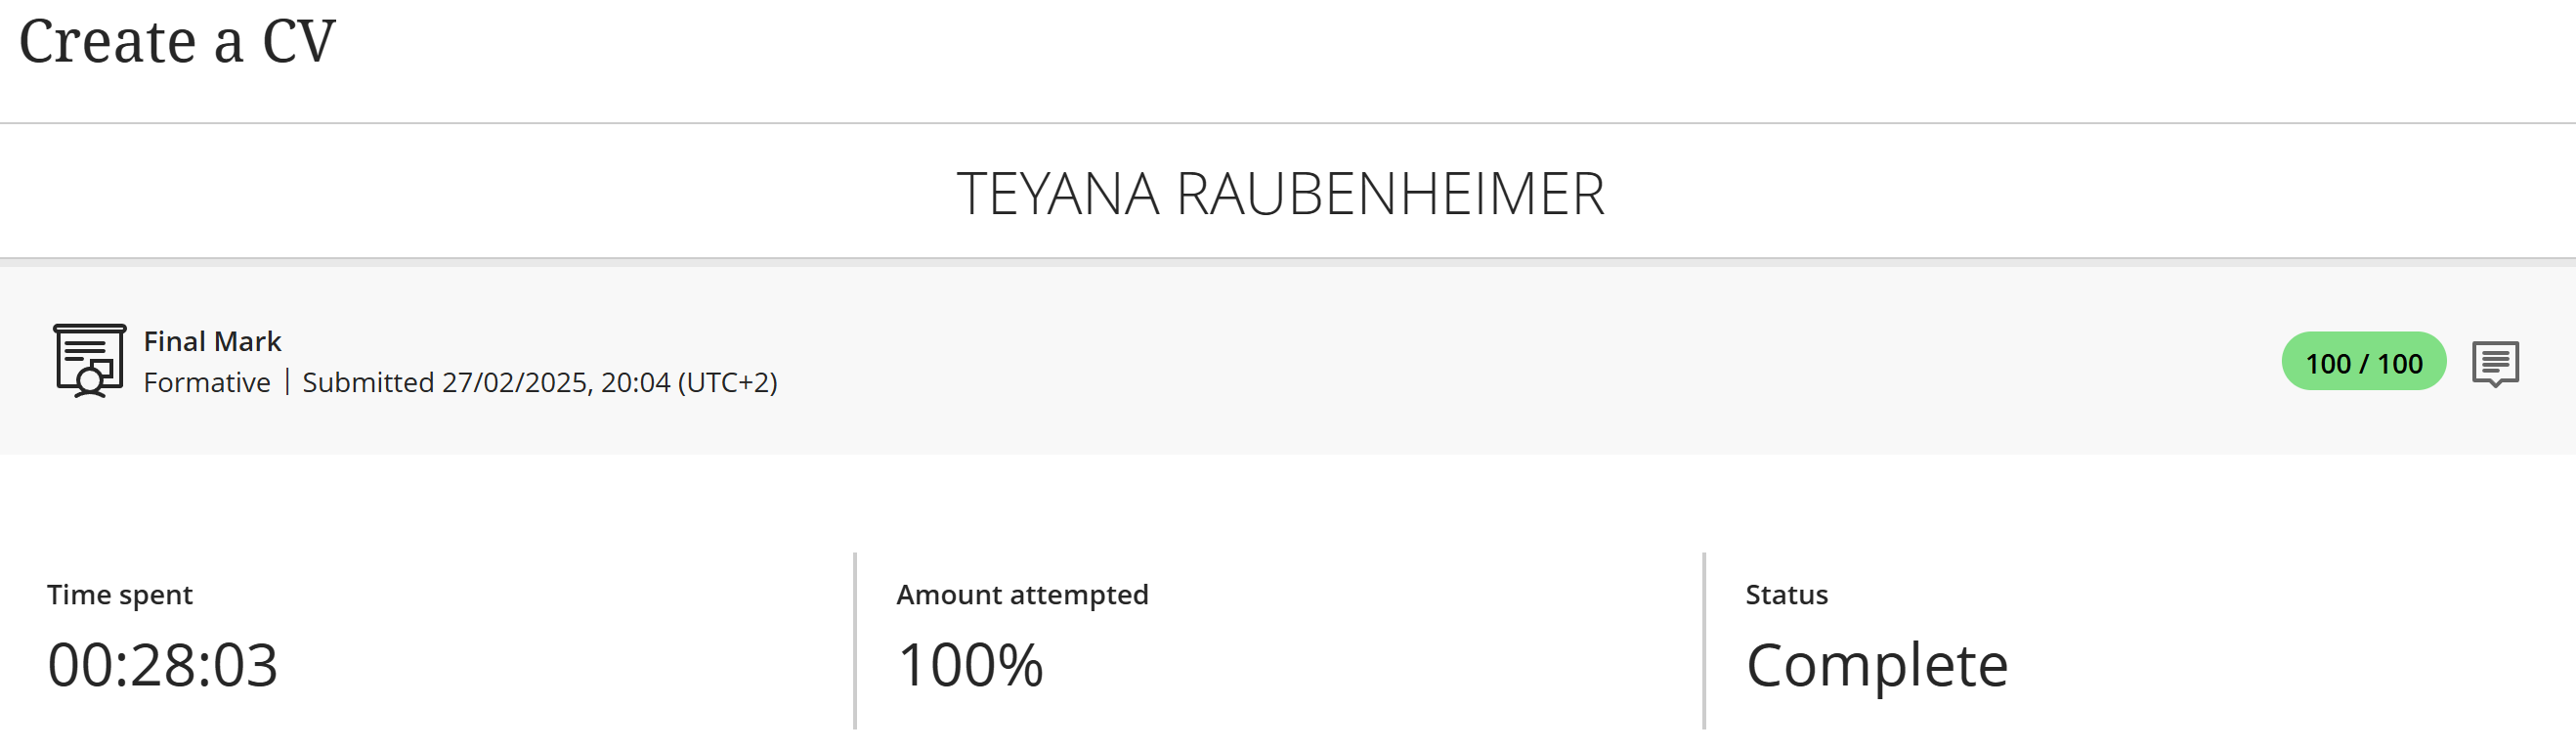 Create a CV
TEYANA RAUBENHEIMER
Final Mark
Formative | Submitted 27/02/2025, 20:04 (UTC+2)
100 / 100
Time spent
00:28:03
Amount attempted
100%
Status
Complete